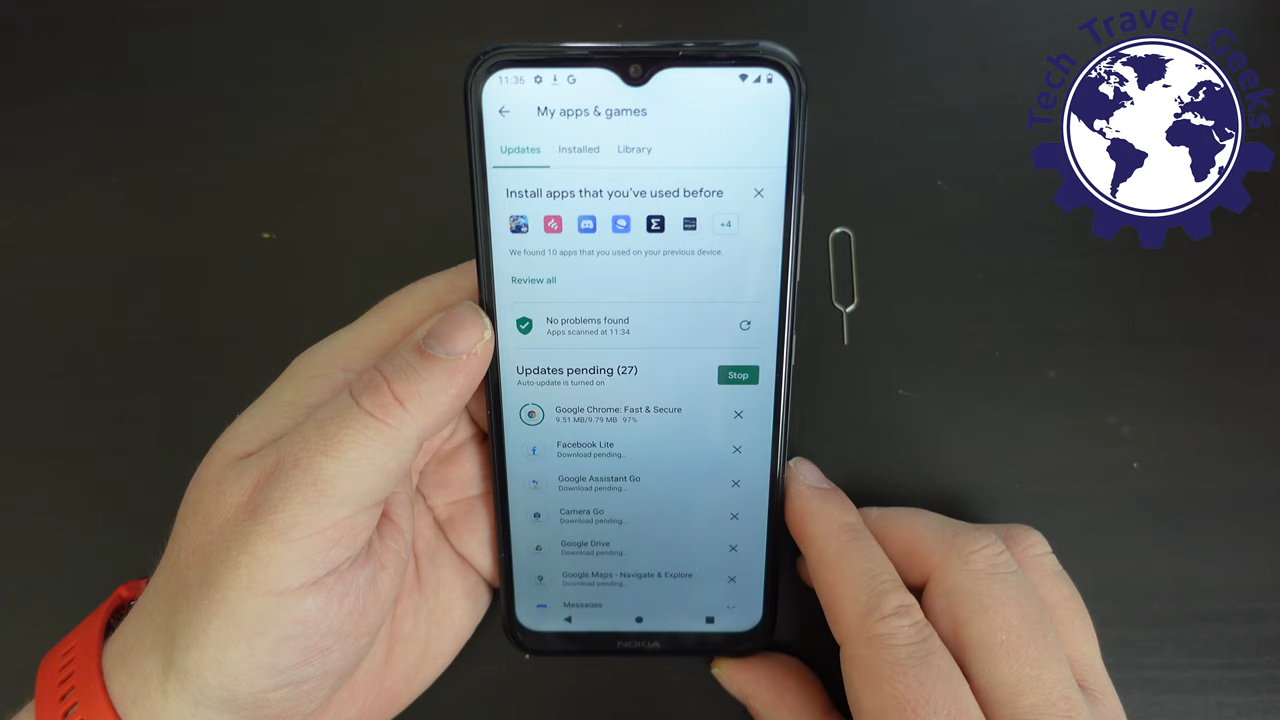 Tech Travel Geeks
11:36
My apps & games
Updates Installed Library
Install apps that you've used before
+4
We found 10 apps that you used on your previous device.
Review all
No problems found
Apps scanned at 11:34
Updates pending (27)
Auto-update is turned on
Stop
Google Chrome: Fast & Secure
9.51 MB/9.79 MB 97%
Facebook Lite
Download pending...
Google Assistant Go
Download pending...
Camera Go
Download pending...
Google Drive
Download pending...
Google Maps - Navigate & Explore
Download pending...
Messages
NOKIA